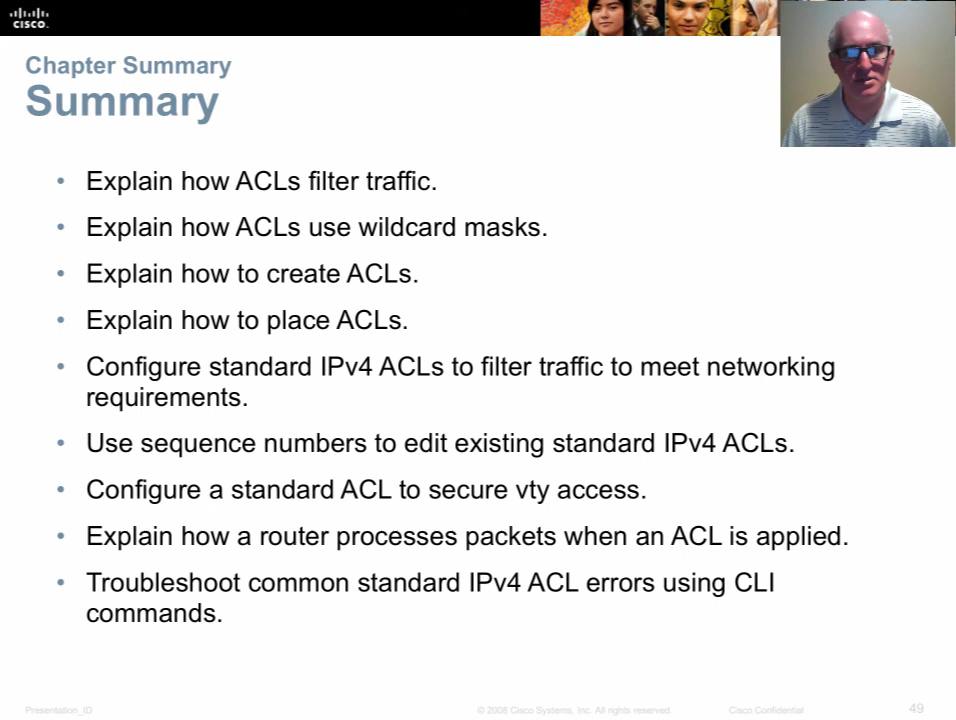 CISCO.
Chapter Summary
Summary
• Explain how ACLs filter traffic.
• Explain how ACLs use wildcard masks.
• Explain how to create ACLs.
• Explain how to place ACLs.
• Configure standard IPv4 ACLs to filter traffic to meet networking
requirements.
• Use sequence numbers to edit existing standard IPv4 ACLs.
• Configure a standard ACL to secure vty access.
• Explain how a router processes packets when an ACL is applied.
• Troubleshoot common standard IPv4 ACL errors using CLI
commands.
Presentation_ID © 2008 Cisco Systems, Inc. All rights reserved. Cisco Confidential 49